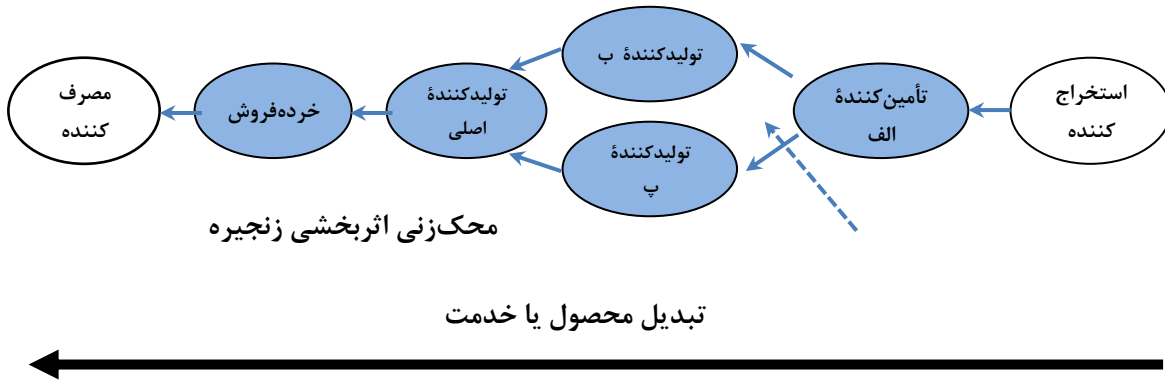 استخراج
کننده
تأمین‌کنندهٔ
الف
تولیدکنندهٔ ب
تولیدکنندهٔ
پ
تولیدکنندهٔ
اصلی
خرده‌فروش
مصرف
کننده
محک‌زنی اثربخشی زنجیره
تبدیل محصول یا خدمت